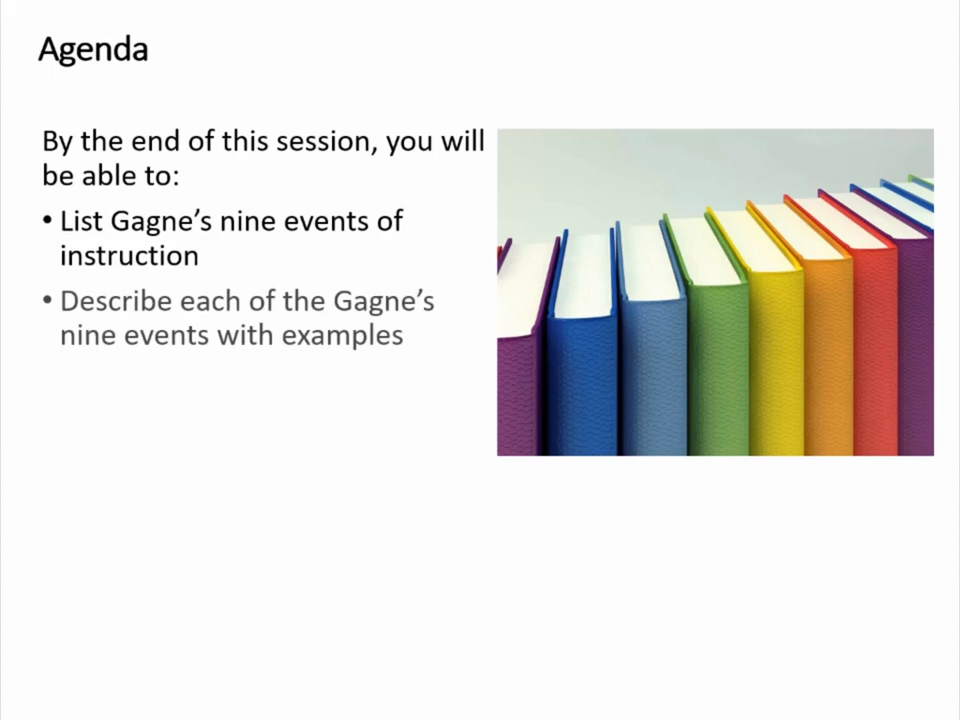 Agenda
By the end of this session, you will
be able to:
• List Gagne’s nine events of
instruction
• Describe each of the Gagne’s
nine events with examples